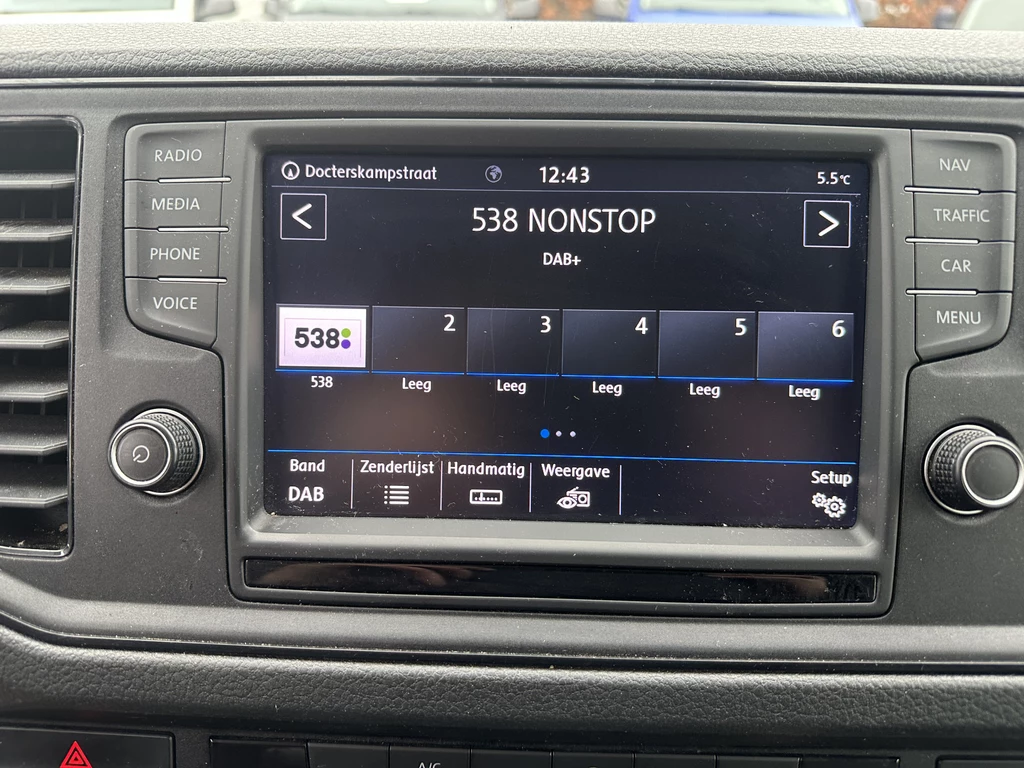 RADIO
MEDIA
PHONE
VOICE
Docterskampstraat 12:43 5.5°C
538 NONSTOP
DAB+
538 2 3 4 5 6
538 Leeg Leeg Leeg Leeg Leeg
Band Zenderlijst Handmatig Weergave Setup
DAB
NAV
TRAFFIC
CAR
MENU
A/C